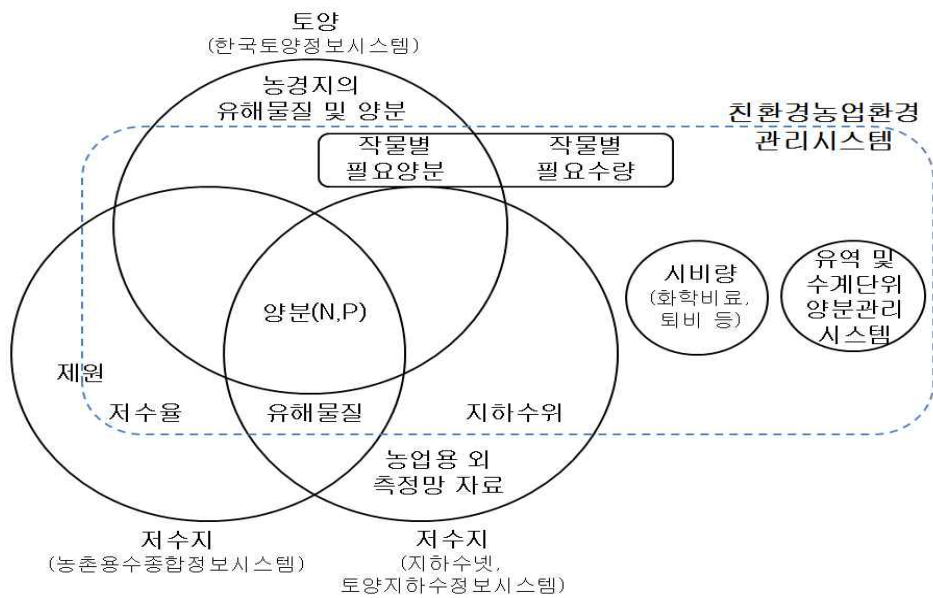 토양
(한국토양정보시스템)
농경지의
유해물질 및 양분
친환경농업환경
관리시스템
작물별
필요양분
작물별
필요수량
시비량
(화학비료,
퇴비 등)
유역 및
수계단위
양분관리
시스템
양분(N,P)
제원
저수율
유해물질
지하수위
농업용 외
측정망 자료
저수지
(농촌용수종합정보시스템)
저수지
(지하수넷,
토양지하수정보시스템)